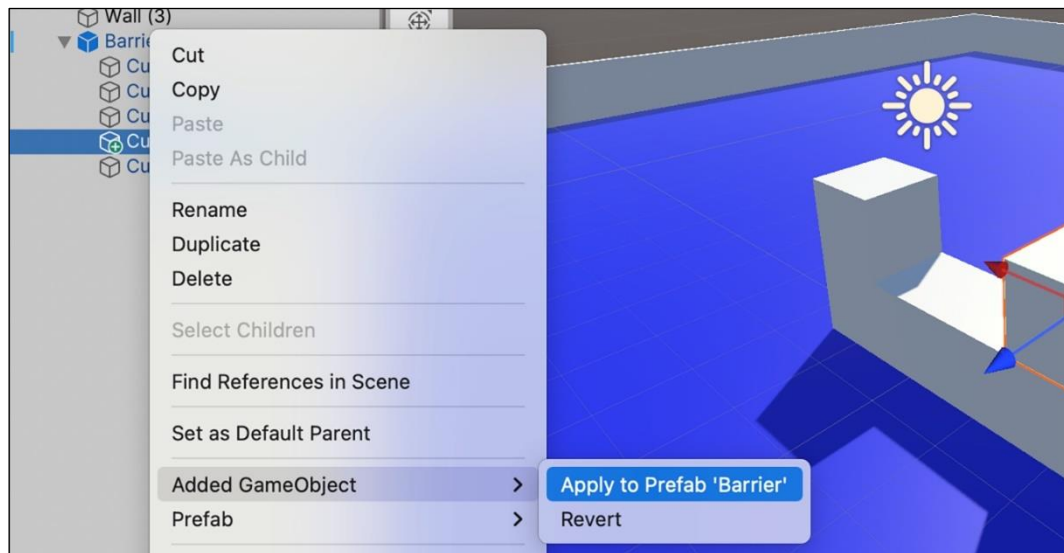 Wall (3)
Barrie
Cu
Cu
Cu
Cu
Cu
Cut
Copy
Paste
Paste As Child
Rename
Duplicate
Delete
Select Children
Find References in Scene
Set as Default Parent
Added GameObject
Prefab
Apply to Prefab 'Barrier'
Revert